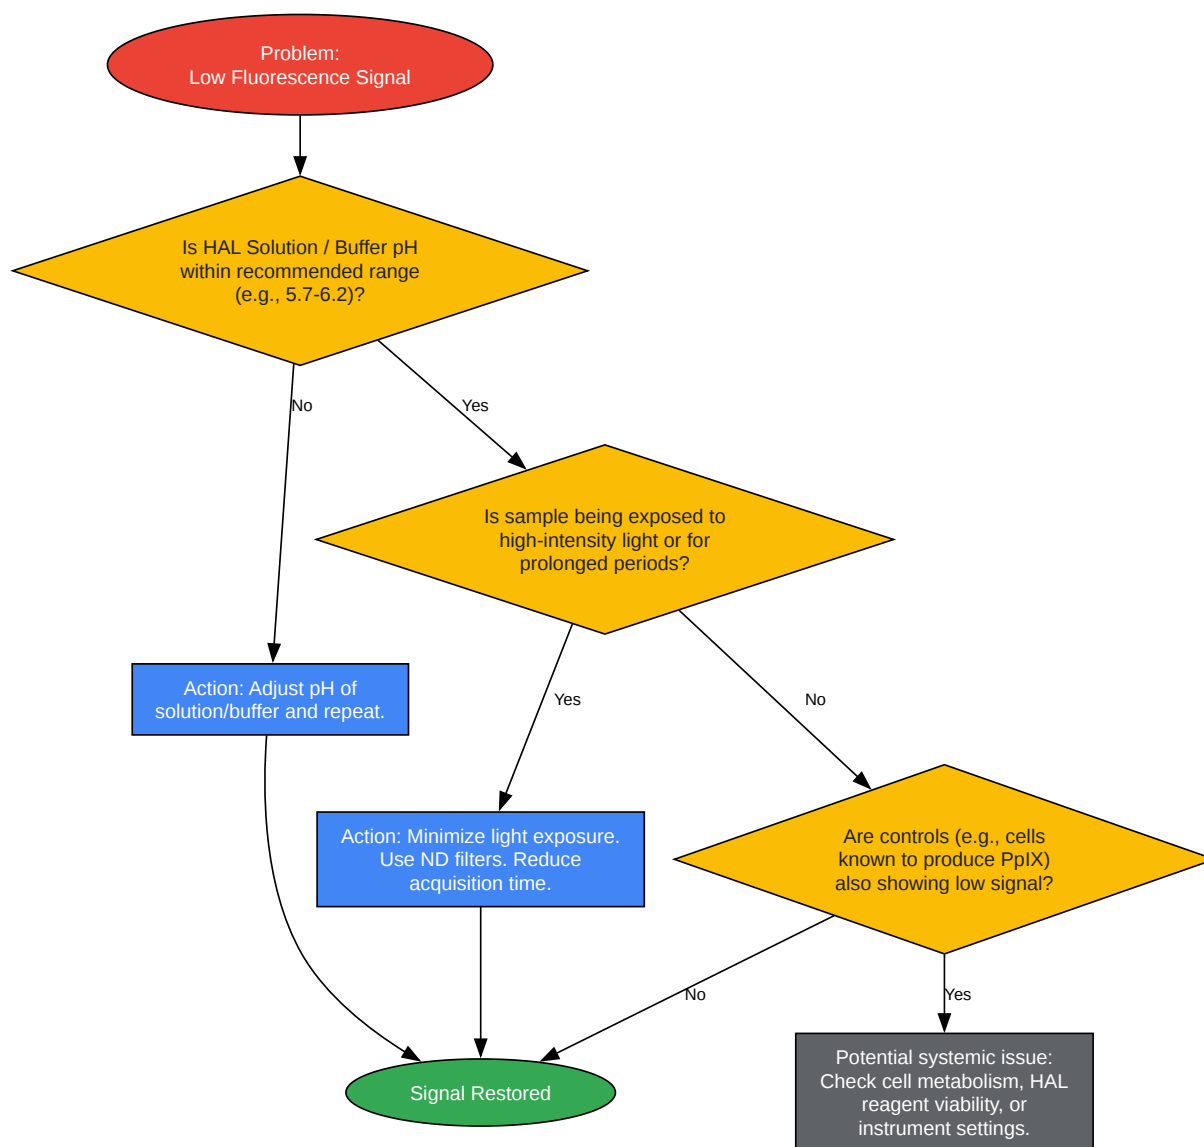 Problem:
Low Fluorescence Signal
Is HAL Solution / Buffer pH
within recommended range
(e.g., 5.7-6.2)?
No
Yes
Is sample being exposed to
high-intensity light or for
prolonged periods?
Action: Adjust pH of
solution/buffer and repeat.
Yes
No
Action: Minimize light exposure.
Use ND filters. Reduce
acquisition time.
Are controls (e.g., cells
known to produce PpIX)
also showing low signal?
No
Yes
Signal Restored
Potential systemic issue:
Check cell metabolism, HAL
reagent viability, or
instrument settings.